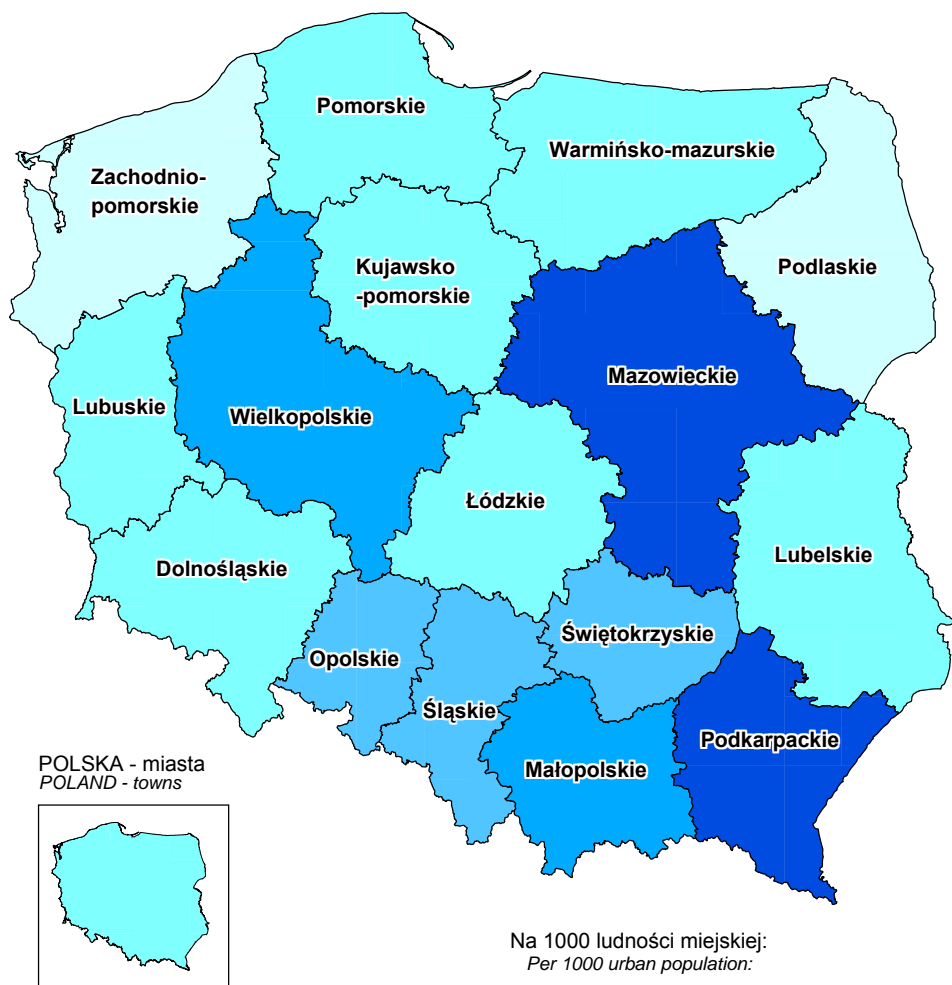 Pomorskie
Warmińsko-mazurskie
Zachodnio-
pomorskie
Podlaskie
Kujawsko
-pomorskie
Mazowieckie
Lubuskie
Wielkopolskie
Łódzkie
Lubelskie
Dolnośląskie
Świętokrzyskie
Opolskie
Śląskie
Podkarpackie
Małopolskie
POLSKA - miasta
POLAND - towns
Na 1000 ludności miejskiej:
Per 1000 urban population: